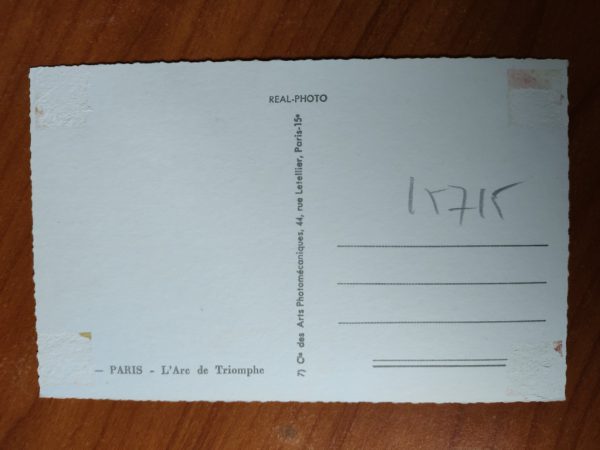 REAL-PHOTO
7) Cie des Arts Photomécaniques, 44, rue Letellier, Paris-15e
15715
— PARIS - L'Arc de Triomphe